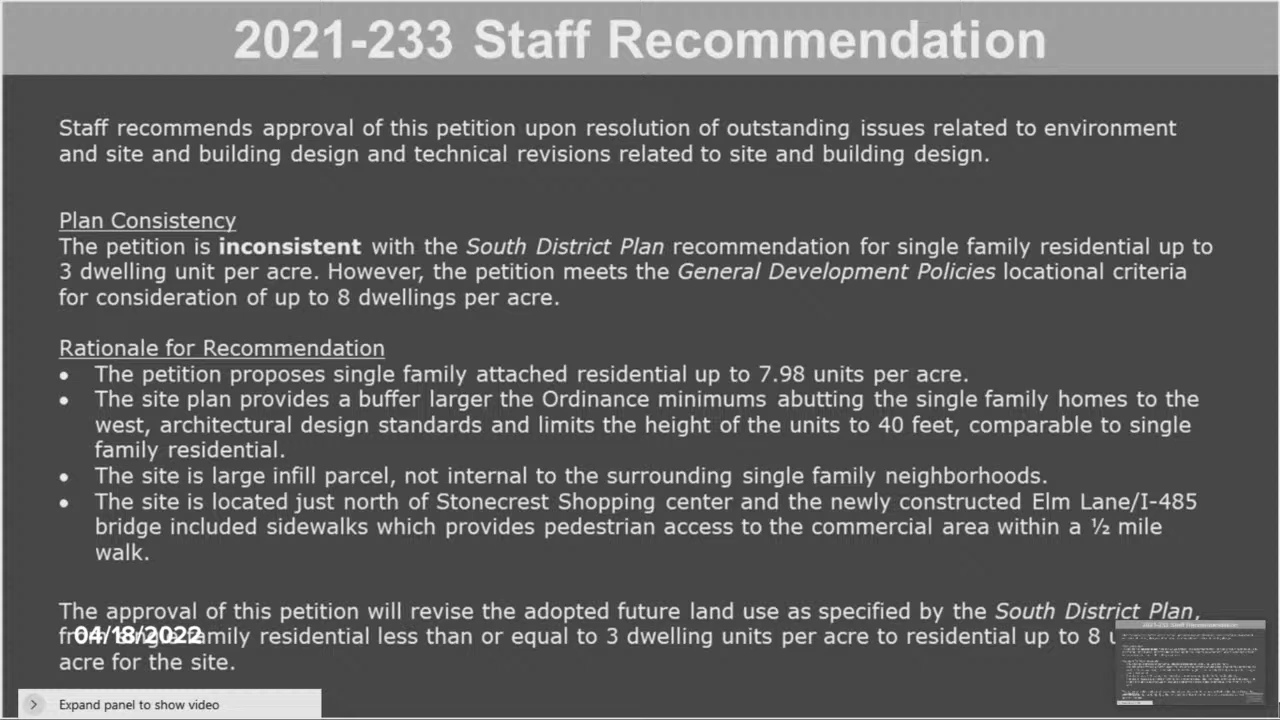 2021-233 Staff Recommendation
Staff recommends approval of this petition upon resolution of outstanding issues related to environment
and site and building design and technical revisions related to site and building design.
Plan Consistency
The petition is inconsistent with the South District Plan recommendation for single family residential up to
3 dwelling unit per acre. However, the petition meets the General Development Policies locational criteria
for consideration of up to 8 dwellings per acre.
Rationale for Recommendation
• The petition proposes single family attached residential up to 7.98 units per acre.
• The site plan provides a buffer larger the Ordinance minimums abutting the single family homes to the
west, architectural design standards and limits the height of the units to 40 feet, comparable to single
family residential.
• The site is large infill parcel, not internal to the surrounding single family neighborhoods.
• The site is located just north of Stonecrest Shopping center and the newly constructed Elm Lane/I-485
bridge included sidewalks which provides pedestrian access to the commercial area within a ½ mile
walk.
The approval of this petition will revise the adopted future land use as specified by the South District Plan,
family residential less than or equal to 3 dwelling units per acre to residential up to 8
04/18/2022
acre for the site.
Expand panel to show video
2021-233 Staff Recommendation